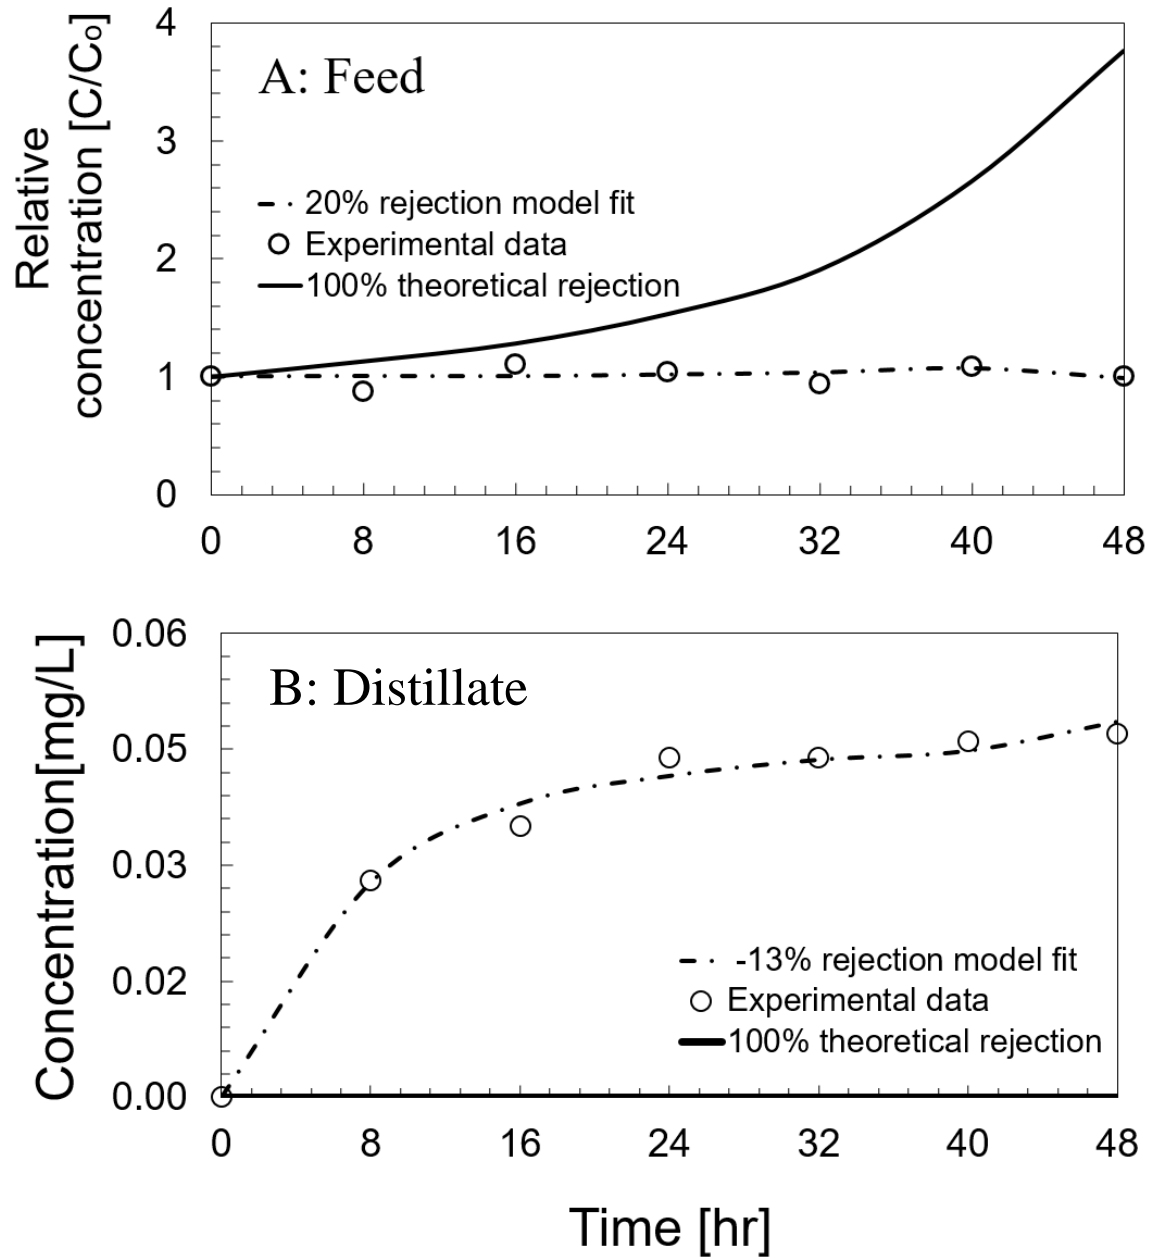 4
A: Feed
3
20% rejection model fit
Experimental data
2
100% theoretical rejection
1
0
0 8 16 24 32 40 48
Relative
concentration [C/Co]
0.06
B: Distillate
0.05
0.03
-13% rejection model fit
0.02
Experimental data
100% theoretical rejection
0.00
0 8 16 24 32 40 48
Concentration[mg/L]
Time [hr]